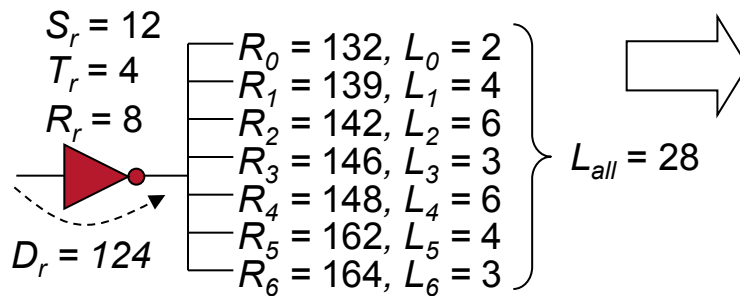 S_r = 12
T_r = 4
R_r = 8
D_r = 124
R_0 = 132, L_0 = 2
R_1 = 139, L_1 = 4
R_2 = 142, L_2 = 6
R_3 = 146, L_3 = 3
R_4 = 148, L_4 = 6
R_5 = 162, L_5 = 4
R_6 = 164, L_6 = 3
L_all = 28